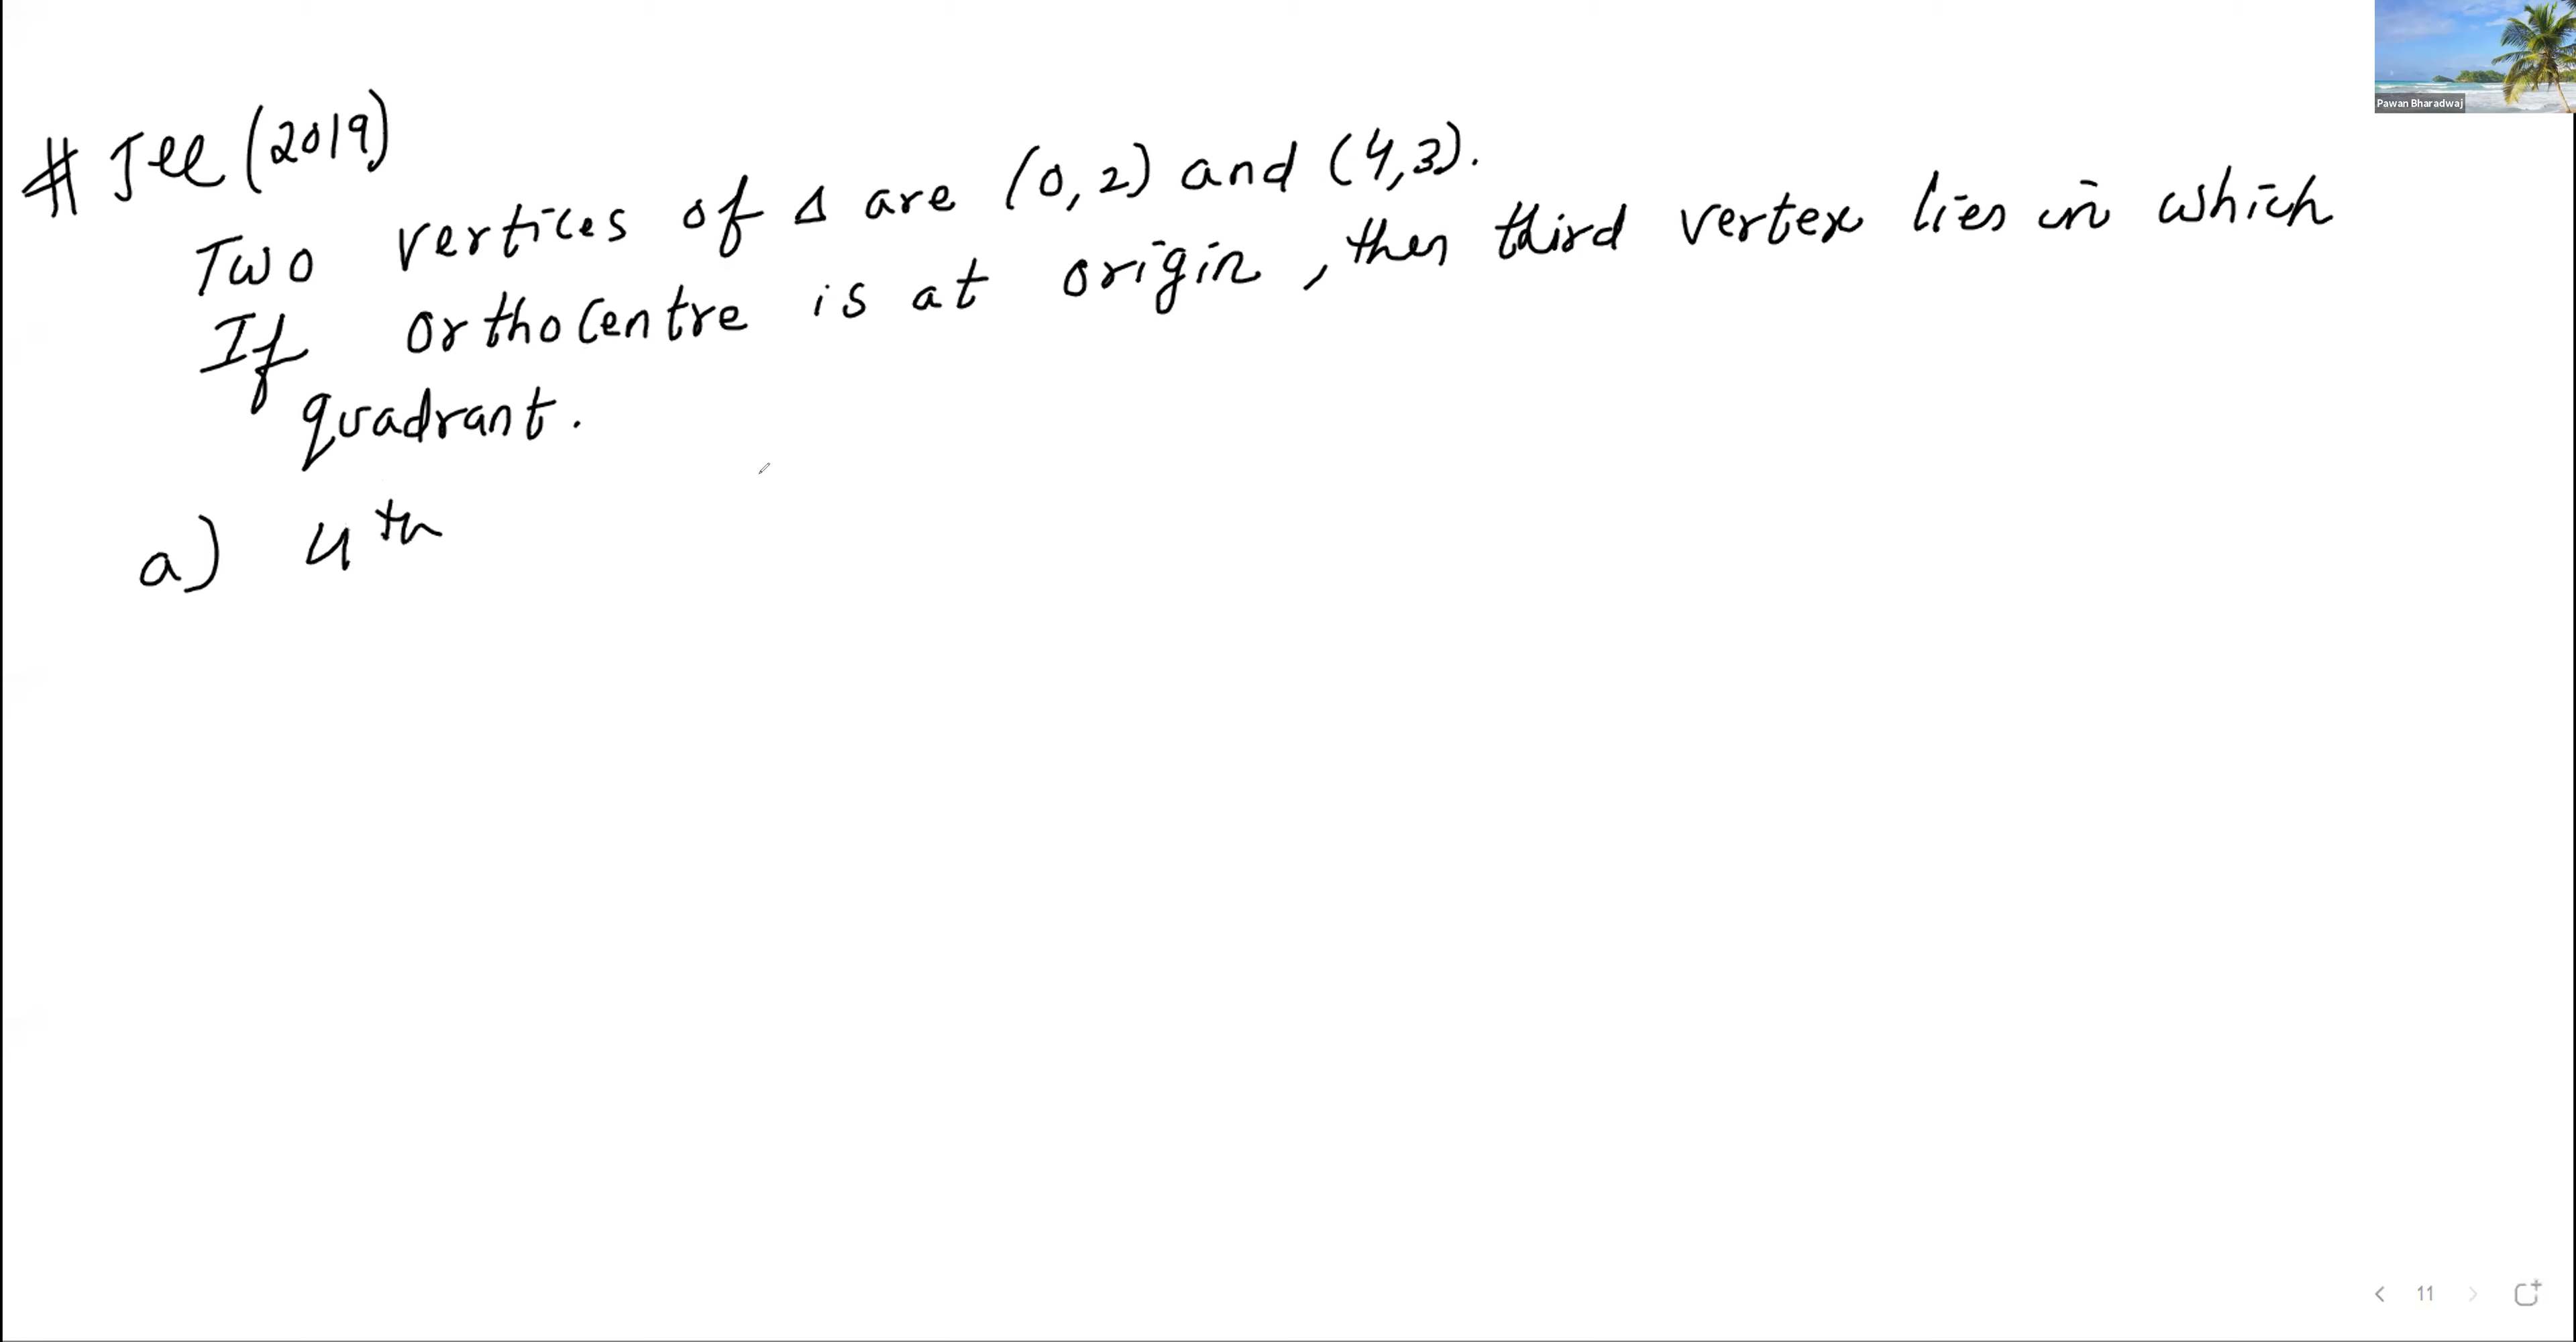 # Jee (2019)
Two vertices of Δ are (0, 2) and (4,3).
If orthocentre is at origin, then third vertex lies in which
quadrant.
a) 4th
Pawan Bharadwaj
< 11 >